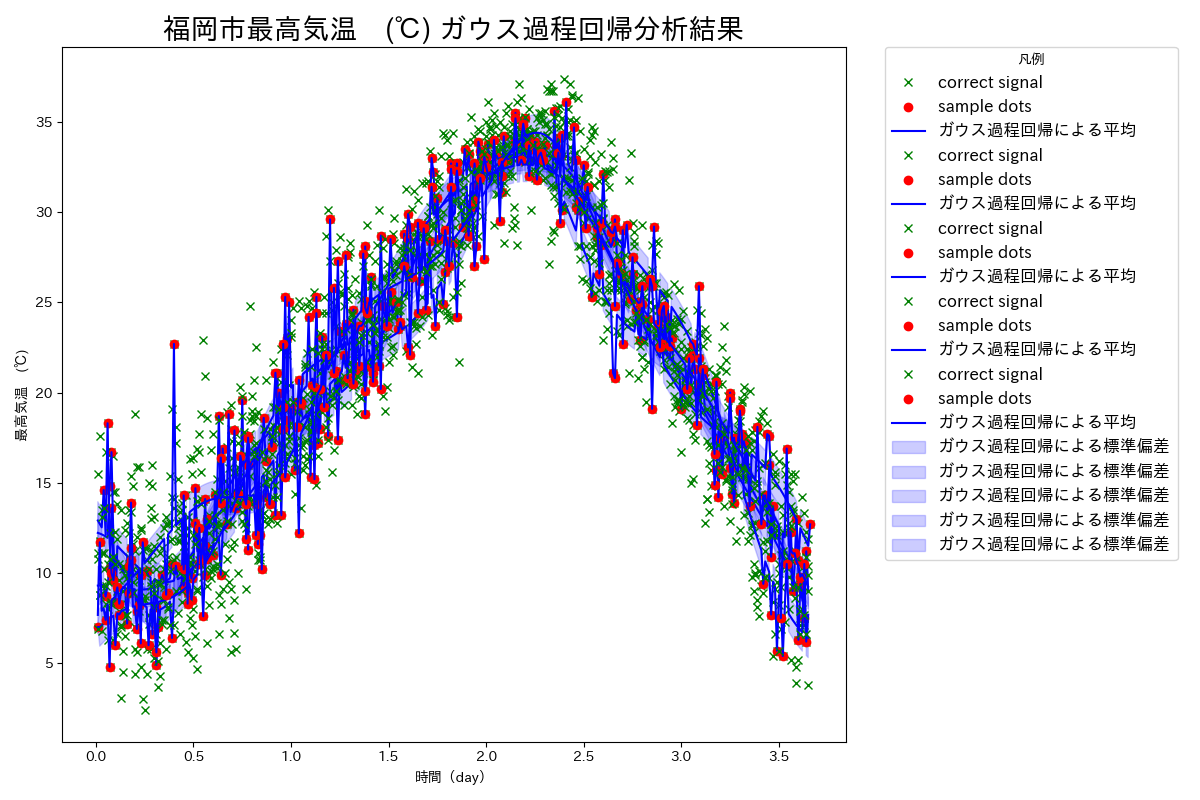 福岡市最高気温　(℃) ガウス過程回帰分析結果
最高気温　(℃)
35
30
25
20
15
10
5
0.0 0.5 1.0 1.5 2.0 2.5 3.0 3.5
時間（day）
凡例
correct signal
sample dots
ガウス過程回帰による平均
correct signal
sample dots
ガウス過程回帰による平均
correct signal
sample dots
ガウス過程回帰による平均
correct signal
sample dots
ガウス過程回帰による平均
correct signal
sample dots
ガウス過程回帰による平均
ガウス過程回帰による標準偏差
ガウス過程回帰による標準偏差
ガウス過程回帰による標準偏差
ガウス過程回帰による標準偏差
ガウス過程回帰による標準偏差